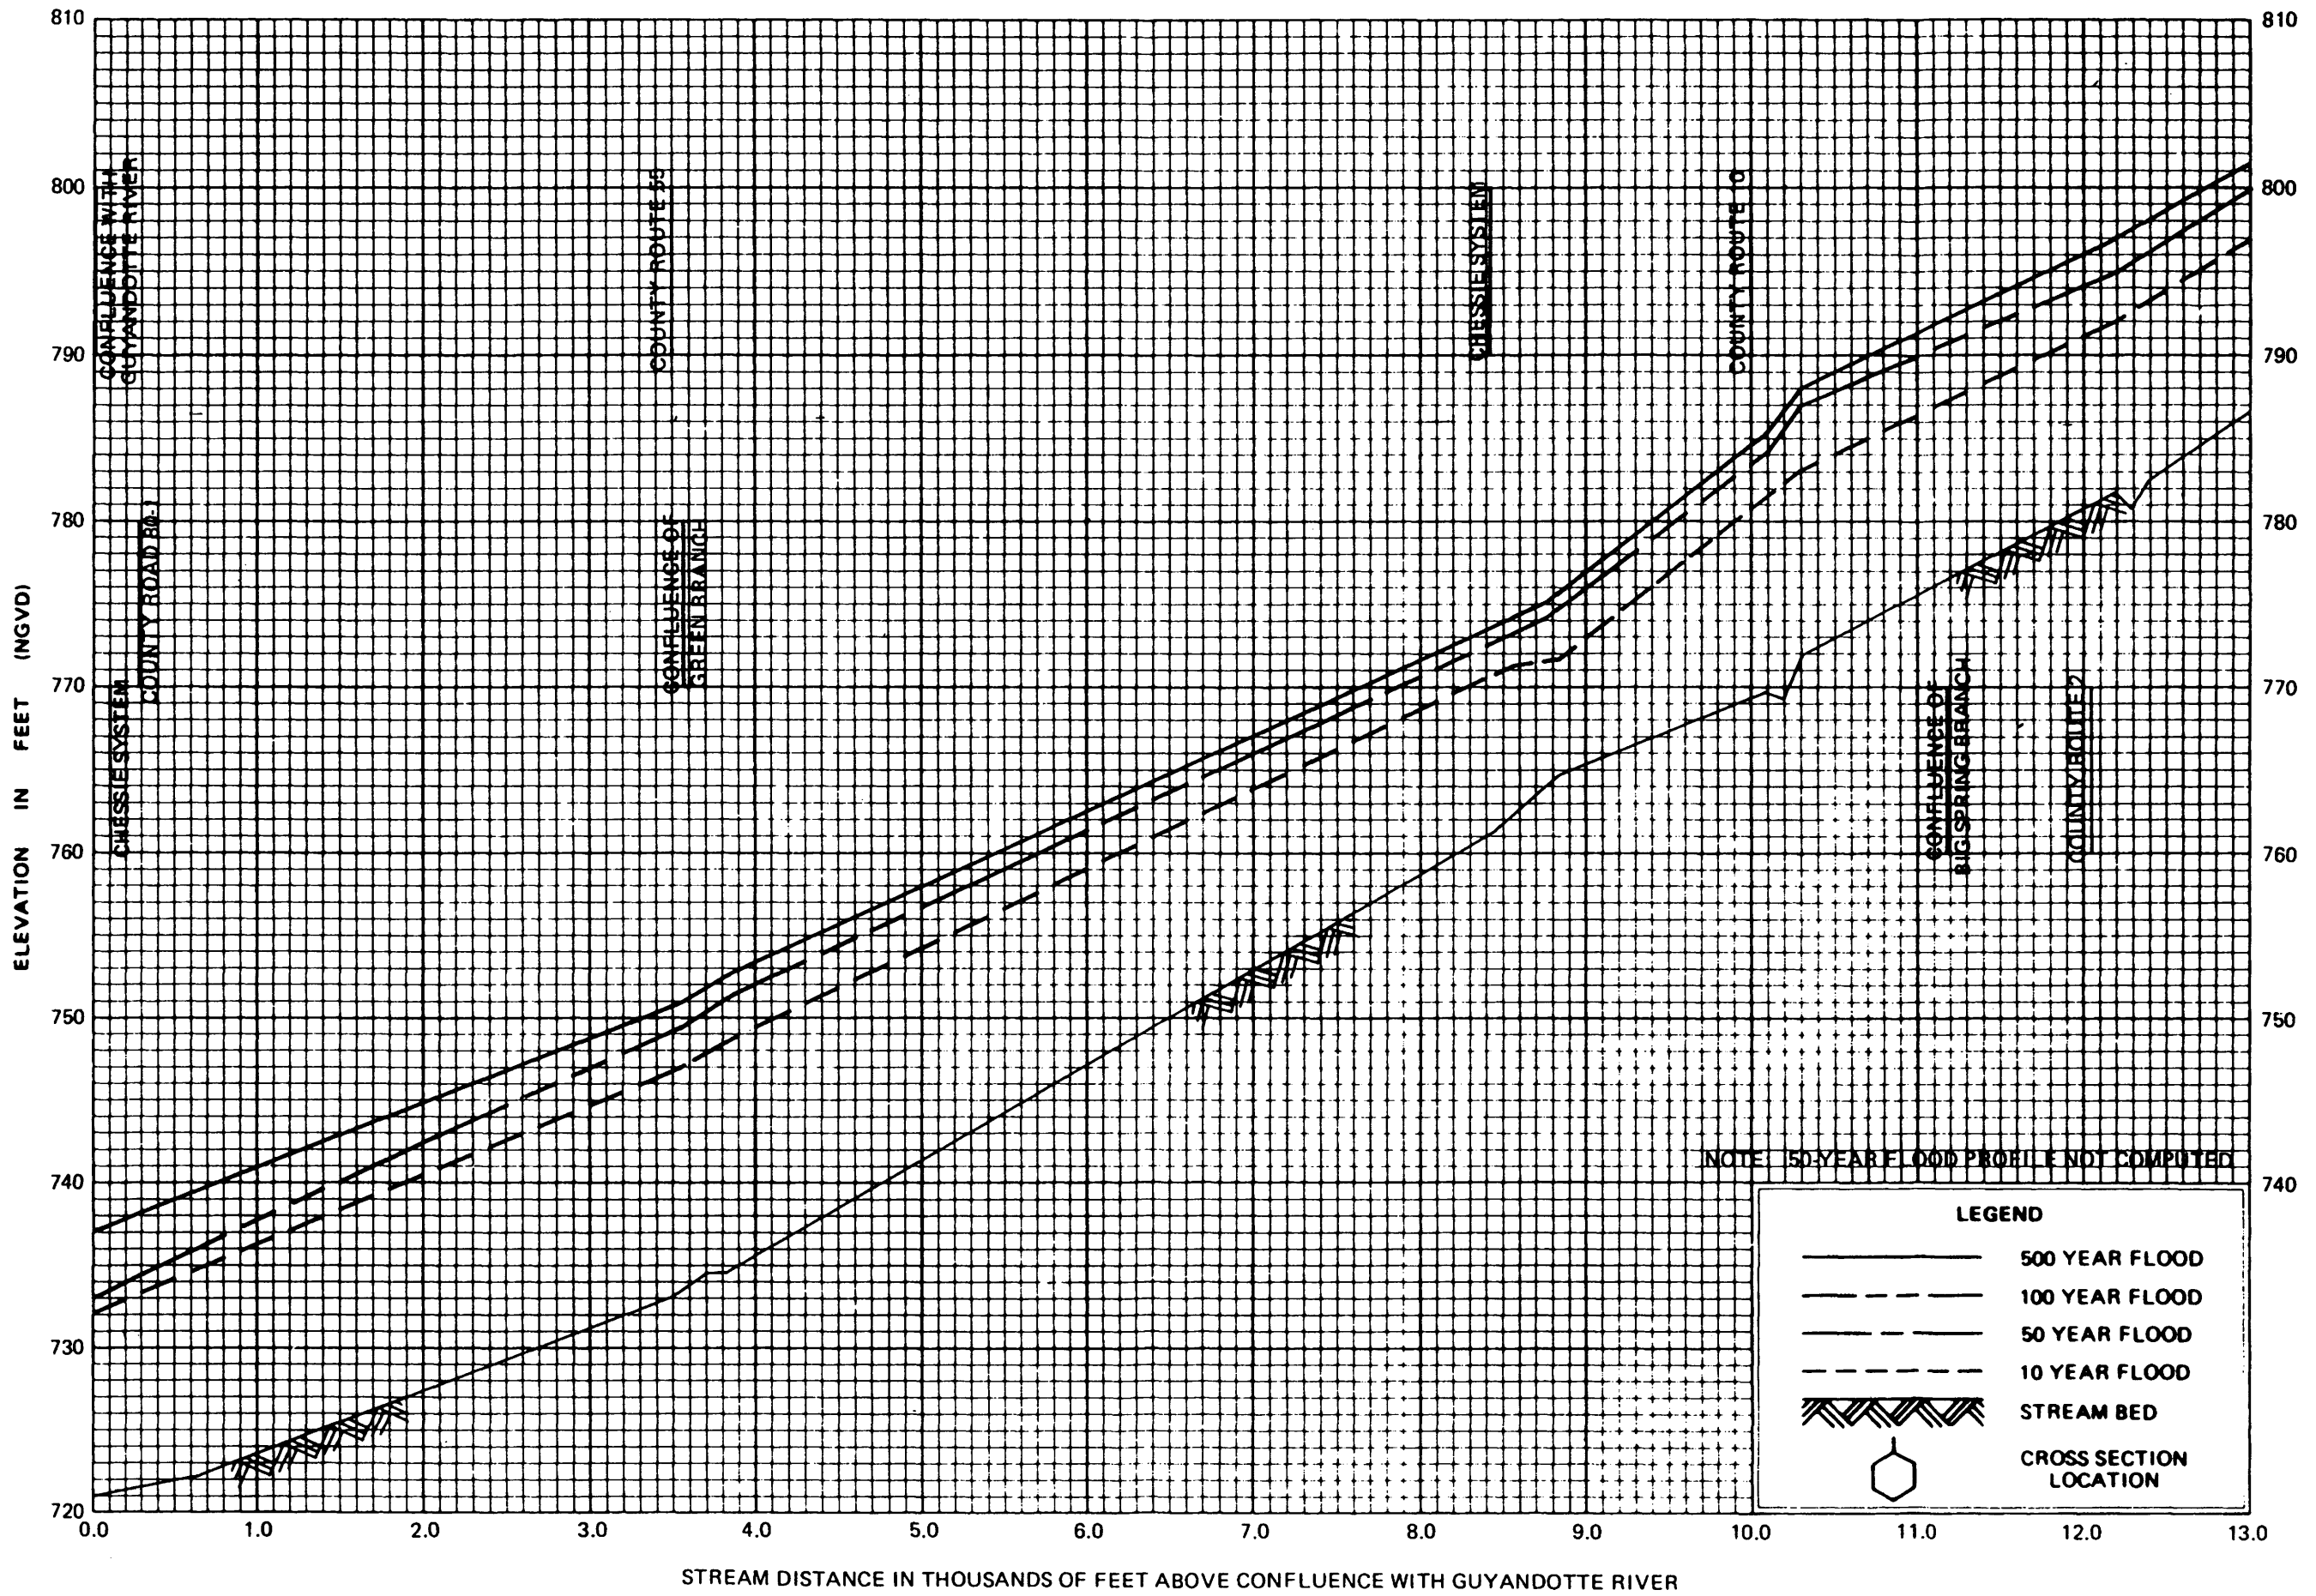 810
800
790
780
770
760
750
740
730
720
ELEVATION IN FEET (NGVD)
CONFLUENCE WITH
GUYANDOTTE RIVER
CHESSIE SYSTEM
COUNTY ROAD
COUNTY ROUTE 55
CONFLUENCE OF
GREEN BRANCH
CHESSIE SYSTEM
COUNTY ROUTE 10
CONFLUENCE OF
BIG SPRING BRANCH
COUNTY ROUTE 2
810
800
790
780
770
760
750
740
NOTE: 50-YEAR FLOOD PROFILE NOT COMPUTED
LEGEND
500 YEAR FLOOD
100 YEAR FLOOD
50 YEAR FLOOD
10 YEAR FLOOD
STREAM BED
CROSS SECTION
LOCATION
0.0 1.0 2.0 3.0 4.0 5.0 6.0 7.0 8.0 9.0 10.0 11.0 12.0 13.0
STREAM DISTANCE IN THOUSANDS OF FEET ABOVE CONFLUENCE WITH GUYANDOTTE RIVER